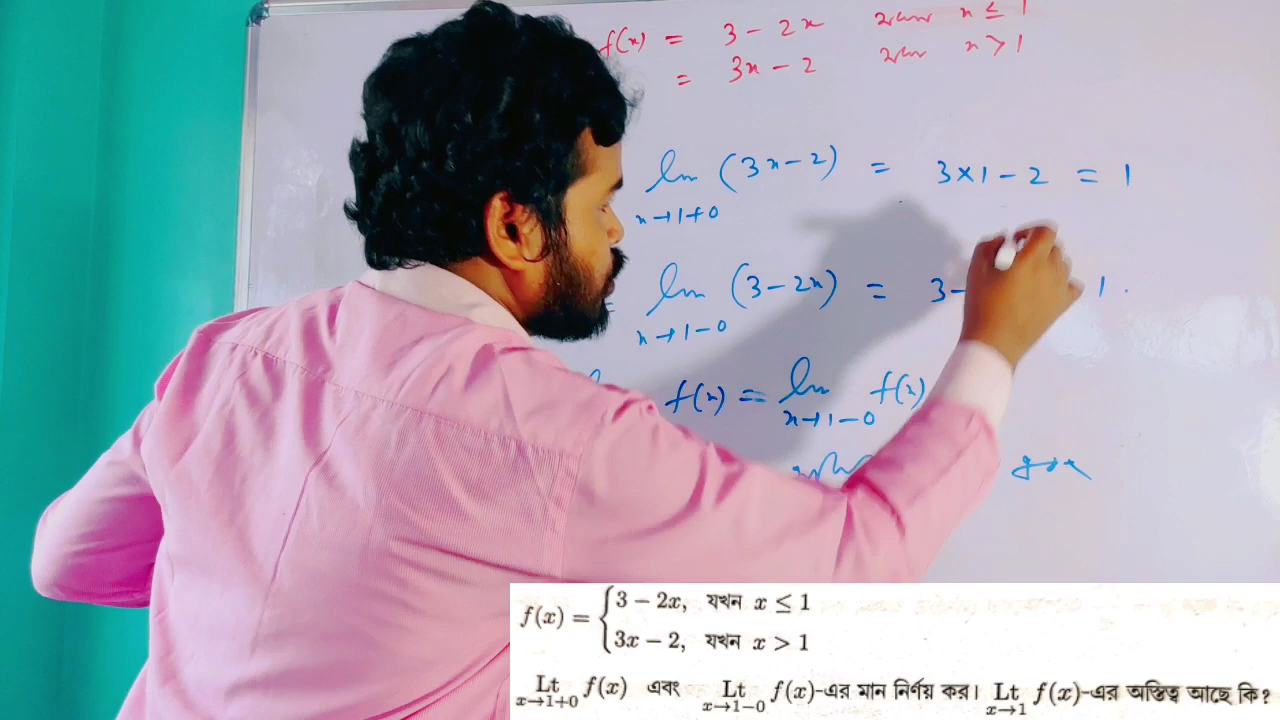 f(x) = 3 - 2x যখন x ≤ 1
= 3x - 2 যখন x > 1
lim (3x-2) = 3×1-2 = 1
x→1+0
lim (3-2x) = 3- 1.
x→1-0
f(x) = lim f(x)
x→1-0
f(x) = { 3 − 2x, যখন x ≤ 1
3x − 2, যখন x > 1
Lt x→1+0 f(x) এবং Lt x→1−0 f(x)-এর মান নির্ণয় কর। Lt x→1 f(x)-এর অস্তিত্ব আছে কি?